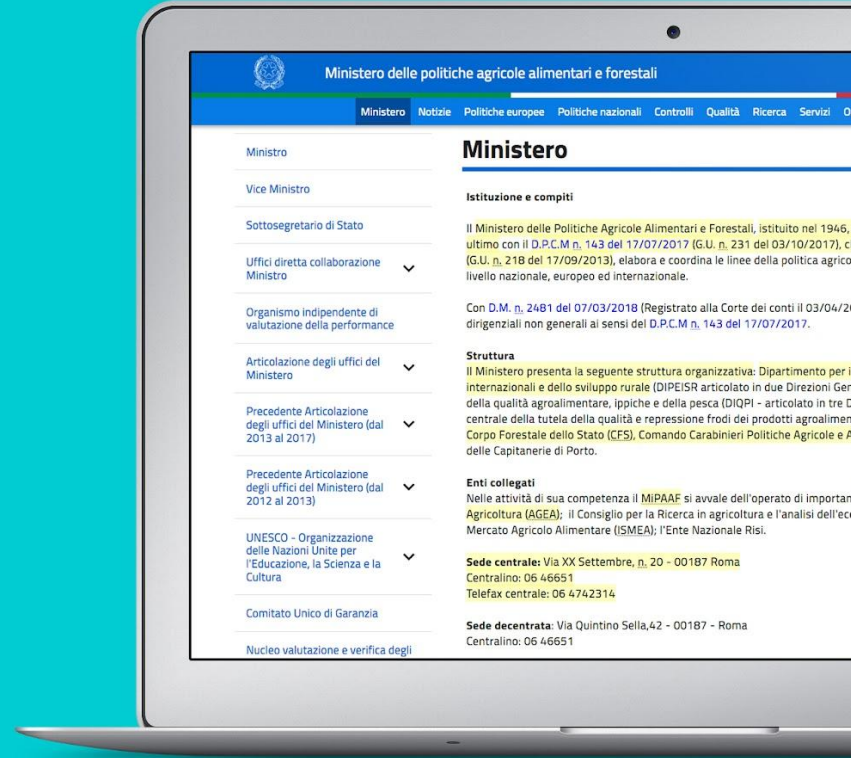 Ministero delle politiche agricole alimentari e forestali
Ministero Notizie Politiche europee Politiche nazionali Controlli Qualità Ricerca Servizi
Ministro
Vice Ministro
Sottosegretario di Stato
Uffici diretta collaborazione
Ministro
Organismo indipendente di
valutazione della performance
Articolazione degli uffici del
Ministero
Precedente Articolazione
degli uffici del Ministero (dal
2013 al 2017)
Precedente Articolazione
degli uffici del Ministero (dal
2012 al 2013)
UNESCO - Organizzazione
delle Nazioni Unite per
l'Educazione, la Scienza e la
Cultura
Comitato Unico di Garanzia
Nucleo valutazione e verifica degli
Ministero
Istituzione e compiti
Il Ministero delle Politiche Agricole Alimentari e Forestali, istituito nel 1946,
ultimo con il D.P.C.M n. 143 del 17/07/2017 (G.U. n. 231 del 03/10/2017), c
(G.U. n. 218 del 17/09/2013), elabora e coordina le linee della politica agrico
livello nazionale, europeo ed internazionale.
Con D.M. n. 2481 del 07/03/2018 (Registrato alla Corte dei conti il 03/04/20
dirigenziali non generali ai sensi del D.P.C.M n. 143 del 17/07/2017.
Struttura
Il Ministero presenta la seguente struttura organizzativa: Dipartimento per i
internazionali e dello sviluppo rurale (DIPEISR articolato in due Direzioni Gen
della qualità agroalimentare, ippiche e della pesca (DIQPI - articolato in tre D
centrale della tutela della qualità e repressione frodi dei prodotti agroalimen
Corpo Forestale dello Stato (CFS), Comando Carabinieri Politiche Agricole e A
delle Capitanerie di Porto.
Enti collegati
Nelle attività di sua competenza il MiPAAF si avvale dell'operato di importan
Agricoltura (AGEA); il Consiglio per la Ricerca in agricoltura e l'analisi dell'ec
Mercato Agricolo Alimentare (ISMEA); l'Ente Nazionale Risi.
Sede centrale: Via XX Settembre, n. 20 - 00187 Roma
Centralino: 06 46651
Telefax centrale: 06 4742314
Sede decentrata: Via Quintino Sella,42 - 00187 - Roma
Centralino: 06 46651